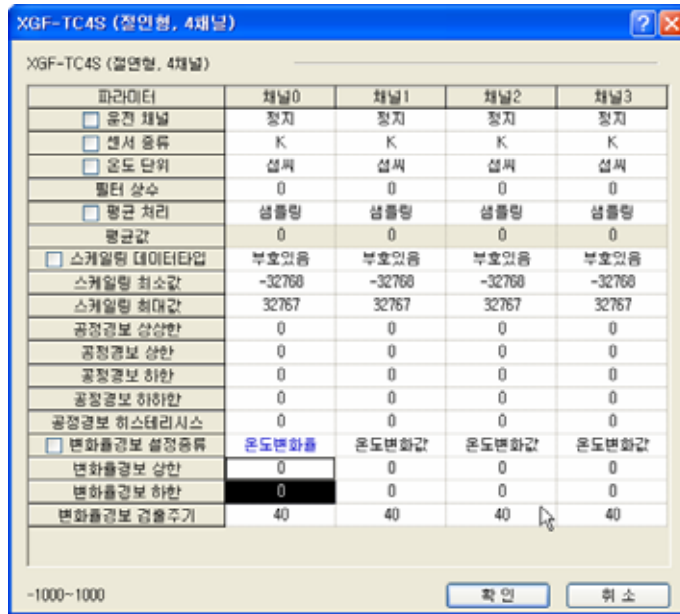 XGF-TC4S (절연형, 4채널)
XGF-TC4S (절연형, 4채널)
파라미터 채널0 채널1 채널2 채널3
운전 채널 정지 정지 정지 정지
센서 종류 K K K K
온도 단위 섭씨 섭씨 섭씨 섭씨
필터 상수 0 0 0 0
평균 처리 샘플링 샘플링 샘플링 샘플링
평균값 0 0 0 0
스케일링 데이터타입 부호있음 부호있음 부호있음 부호있음
스케일링 최소값 -32768 -32768 -32768 -32768
스케일링 최대값 32767 32767 32767 32767
공정경보 상상한 0 0 0 0
공정경보 상한 0 0 0 0
공정경보 하한 0 0 0 0
공정경보 하하한 0 0 0 0
공정경보 히스테리시스 0 0 0 0
변화율경보 설정종류 온도변화율 온도변화값 온도변화값 온도변화값
변화율경보 상한 0 0 0 0
변화율경보 하한 0 0 0 0
변화율경보 검출주기 40 40 40 40
-1000~1000
확인 취소